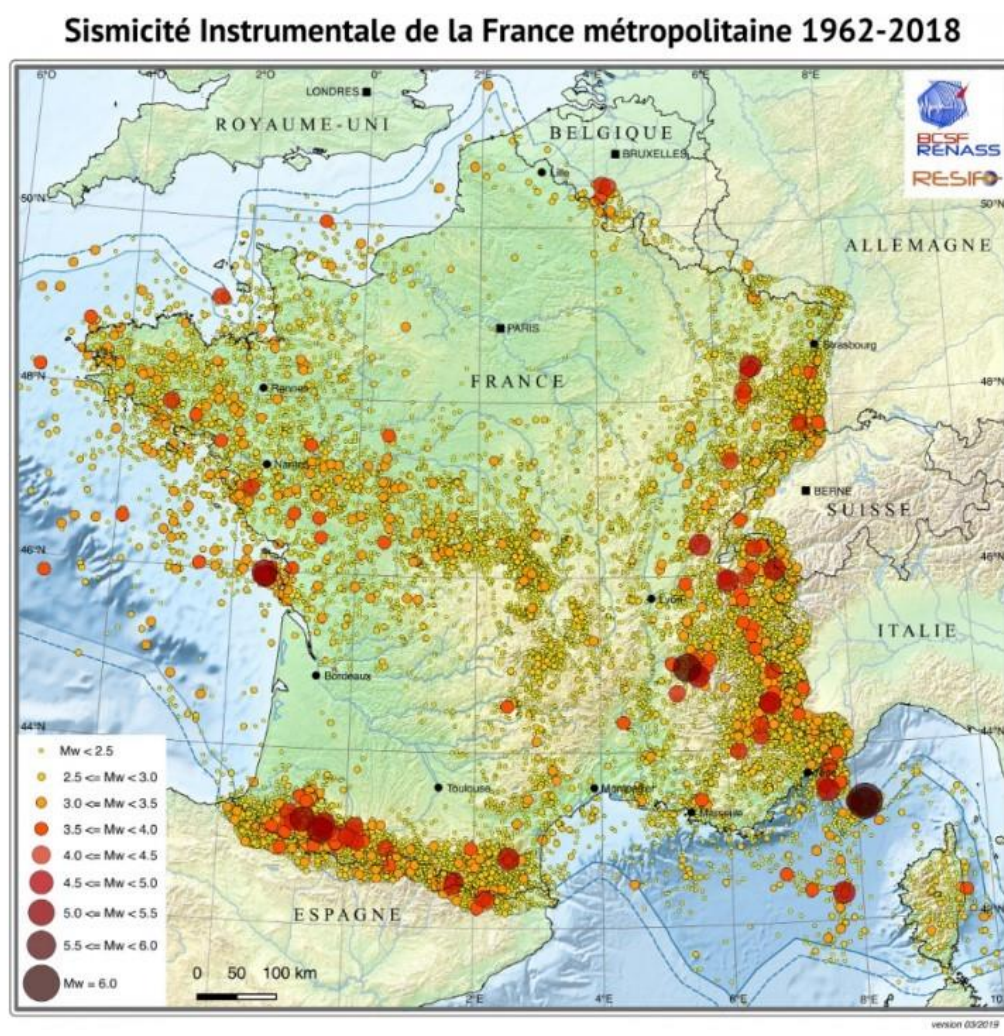 Sismicité Instrumentale de la France métropolitaine 1962-2018
6°O 4°O 2°O 0° 2°E 6°E 8°E
LONDRES
ROYAUME-UNI
BELGIQUE
BRUXELLES
BCSF
RENASS
RESIF
Lille
50°N
50°N
ALLEMAGNE
PARIS
Strasbourg
FRANCE
48°N
48°N
Rennes
Nantes
BERNE
SUISSE
46°N
46°N
Lyon
ITALIE
Bordeaux
44°N
44°N
Toulouse
Montpellier
Marseille
ESPAGNE
Mw < 2.5
2.5 <= Mw < 3.0
3.0 <= Mw < 3.5
3.5 <= Mw < 4.0
4.0 <= Mw < 4.5
4.5 <= Mw < 5.0
5.0 <= Mw < 5.5
5.5 <= Mw < 6.0
Mw = 6.0
0 50 100 km
2°E 4°E 6°E 8°E
version 03/2019